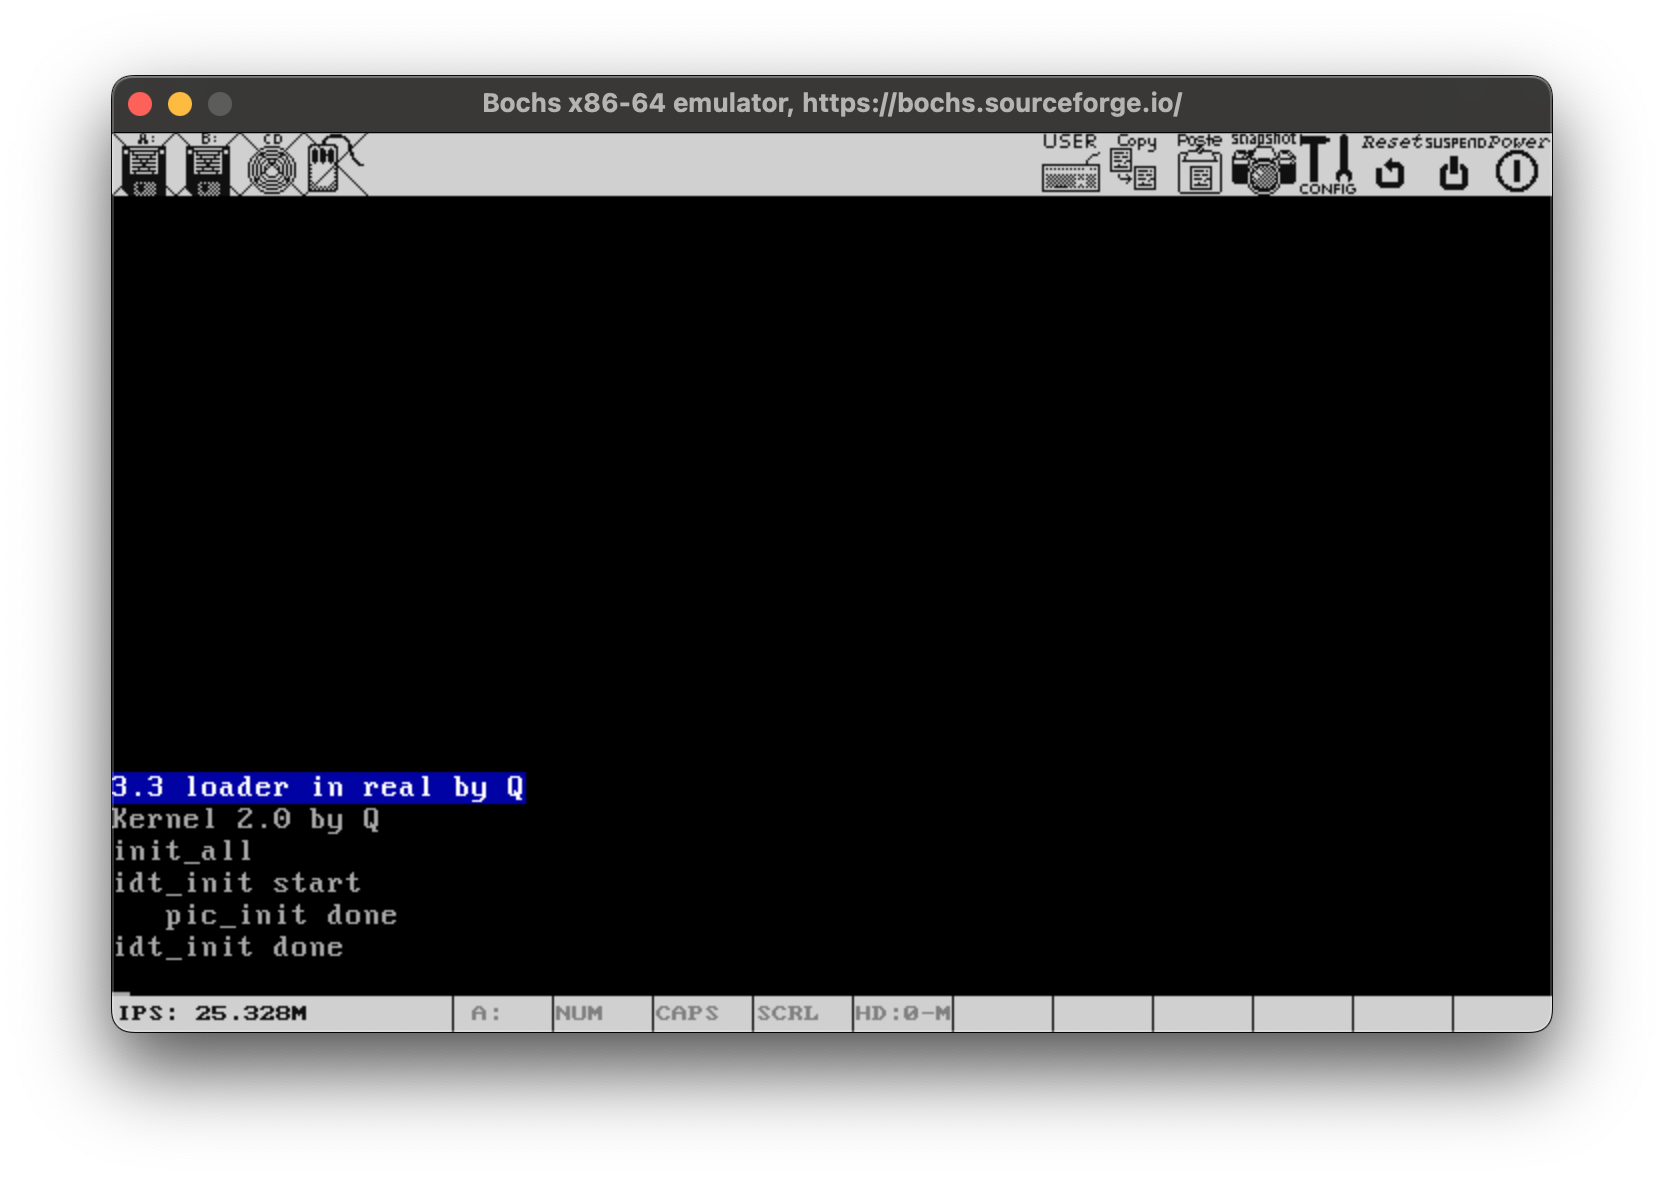 Bochs x86-64 emulator, https://bochs.sourceforge.io/
A: B: CD USER Copy Paste snapshot CONFIG Reset SUSPEND Power
3.3 loader in real by Q
Kernel 2.0 by Q
init_all
idt_init start
   pic_init done
idt_init done
IPS: 25.328M A: NUM CAPS SCRL HD:0-M